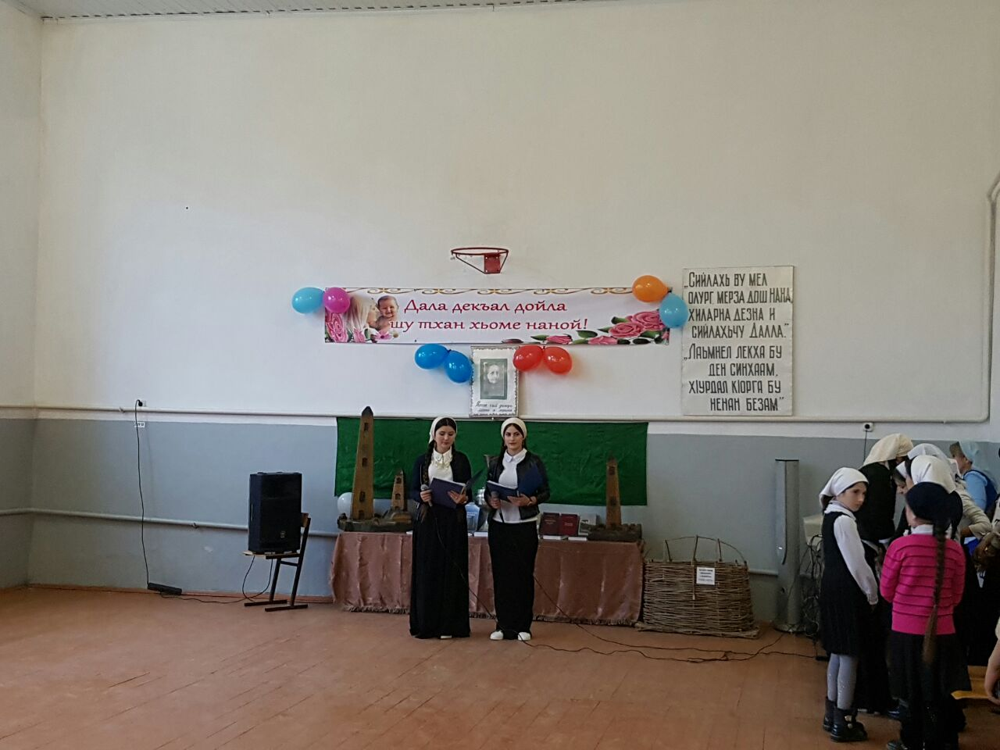 Дала декъал дойла
шу тхан хьоме наной!
„Сийлахь ву мел
олург, мерза дош Нана,
хиларна дезна и
сийлахьчу Далла."
„Лаьмнел лекха бу
ден синхаам,
хIурдал кIорга бу
ненан безам"